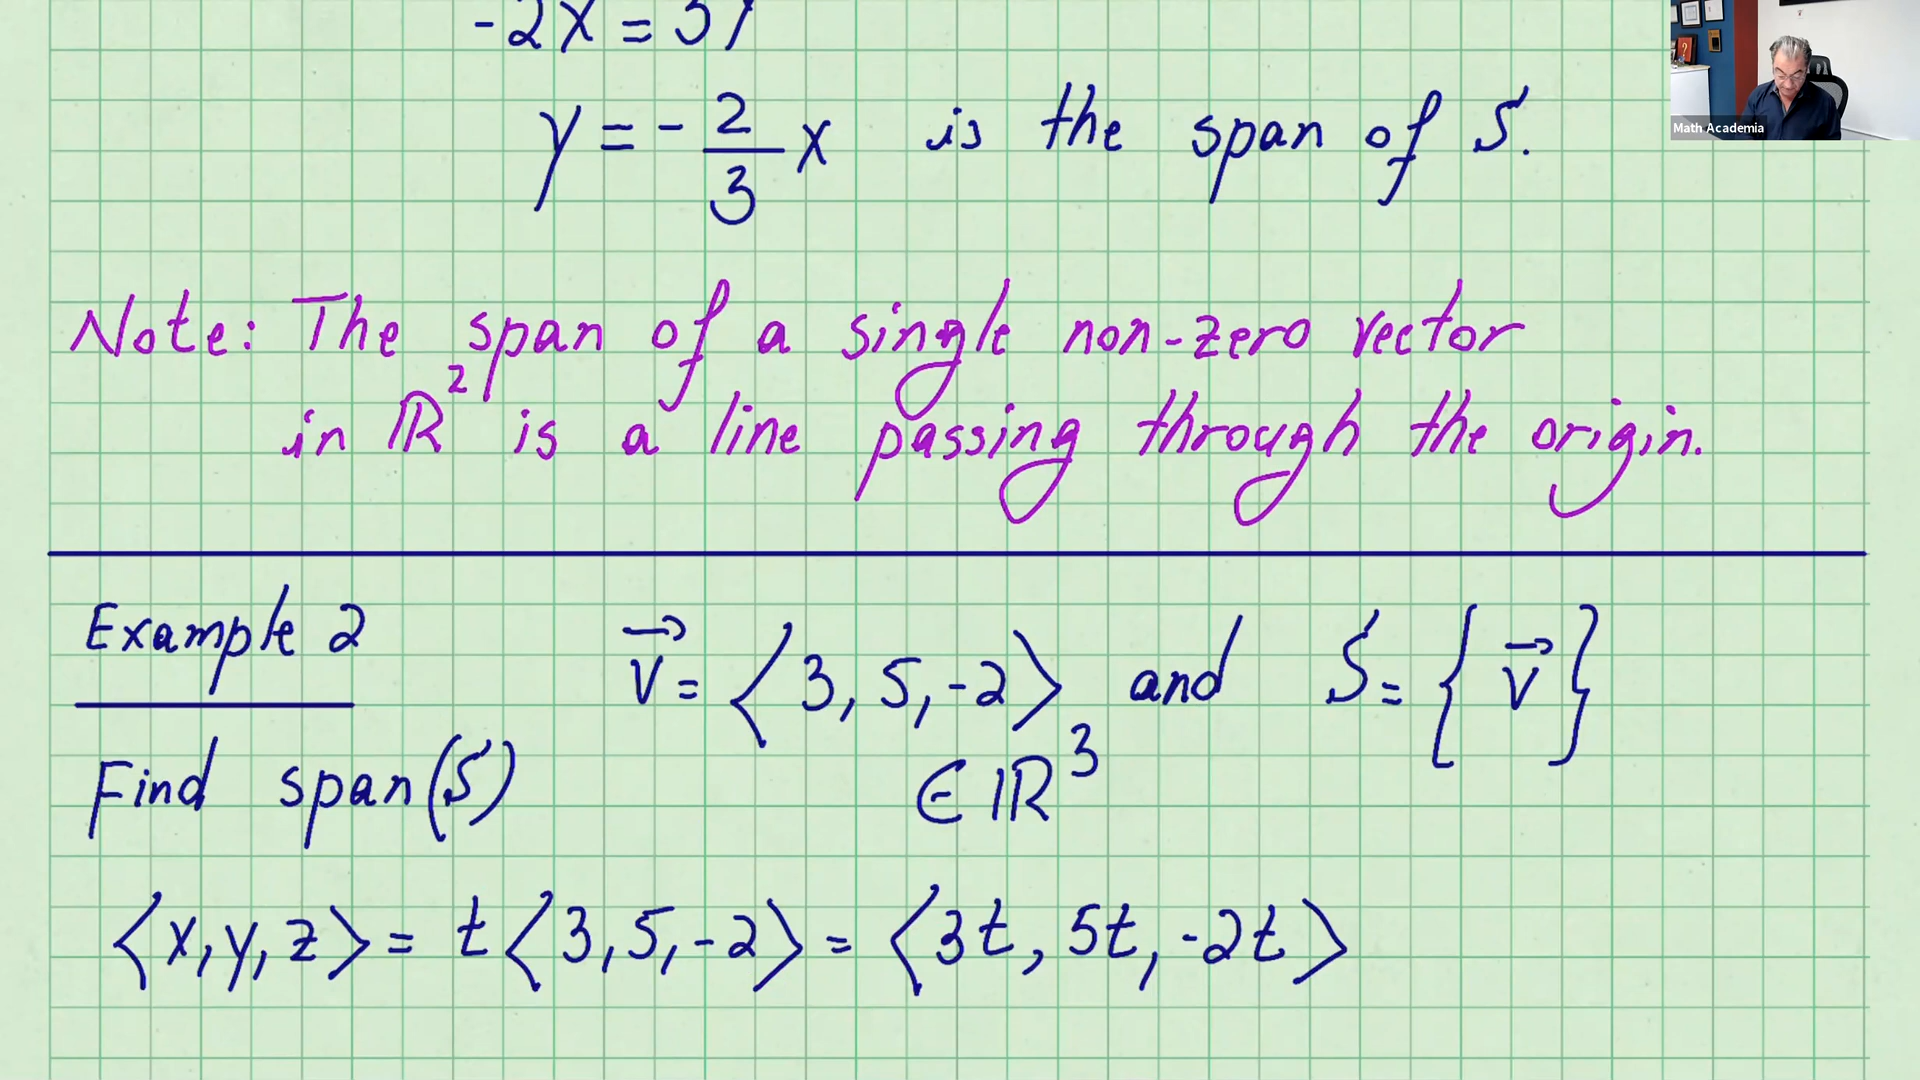 -2x = 3y
Math Academia
y = -2/3 x is the span of S.
Note: The span of a single non-zero vector
in ℝ² is a line passing through the origin.
Example 2 v⃗ = ⟨3, 5, -2⟩ and S = {v⃗}
Find span(S) ∈ ℝ³
⟨x, y, z⟩ = t⟨3, 5, -2⟩ = ⟨3t, 5t, -2t⟩